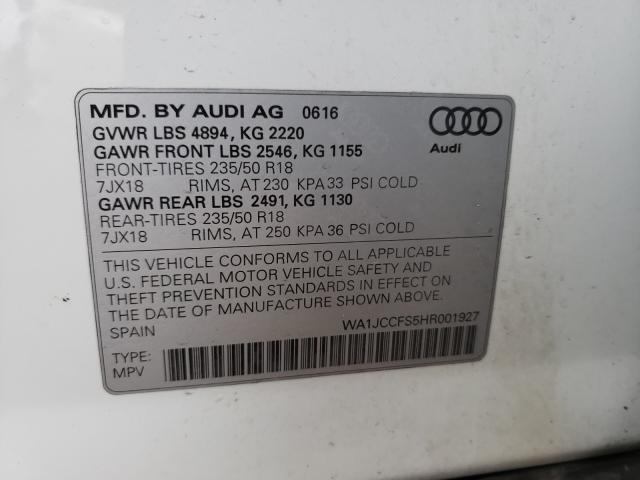 MFD. BY AUDI AG 0616
GVWR LBS 4894, KG 2220
GAWR FRONT LBS 2546, KG 1155
FRONT-TIRES 235/50 R18
7JX18 RIMS, AT 230 KPA 33 PSI COLD
GAWR REAR LBS 2491, KG 1130
REAR-TIRES 235/50 R18
7JX18 RIMS, AT 250 KPA 36 PSI COLD
Audi
THIS VEHICLE CONFORMS TO ALL APPLICABLE
U.S. FEDERAL MOTOR VEHICLE SAFETY AND
THEFT PREVENTION STANDARDS IN EFFECT ON
THE DATE OF MANUFACTURE SHOWN ABOVE.
SPAIN WA1JCCFS5HR001927
TYPE:
MPV